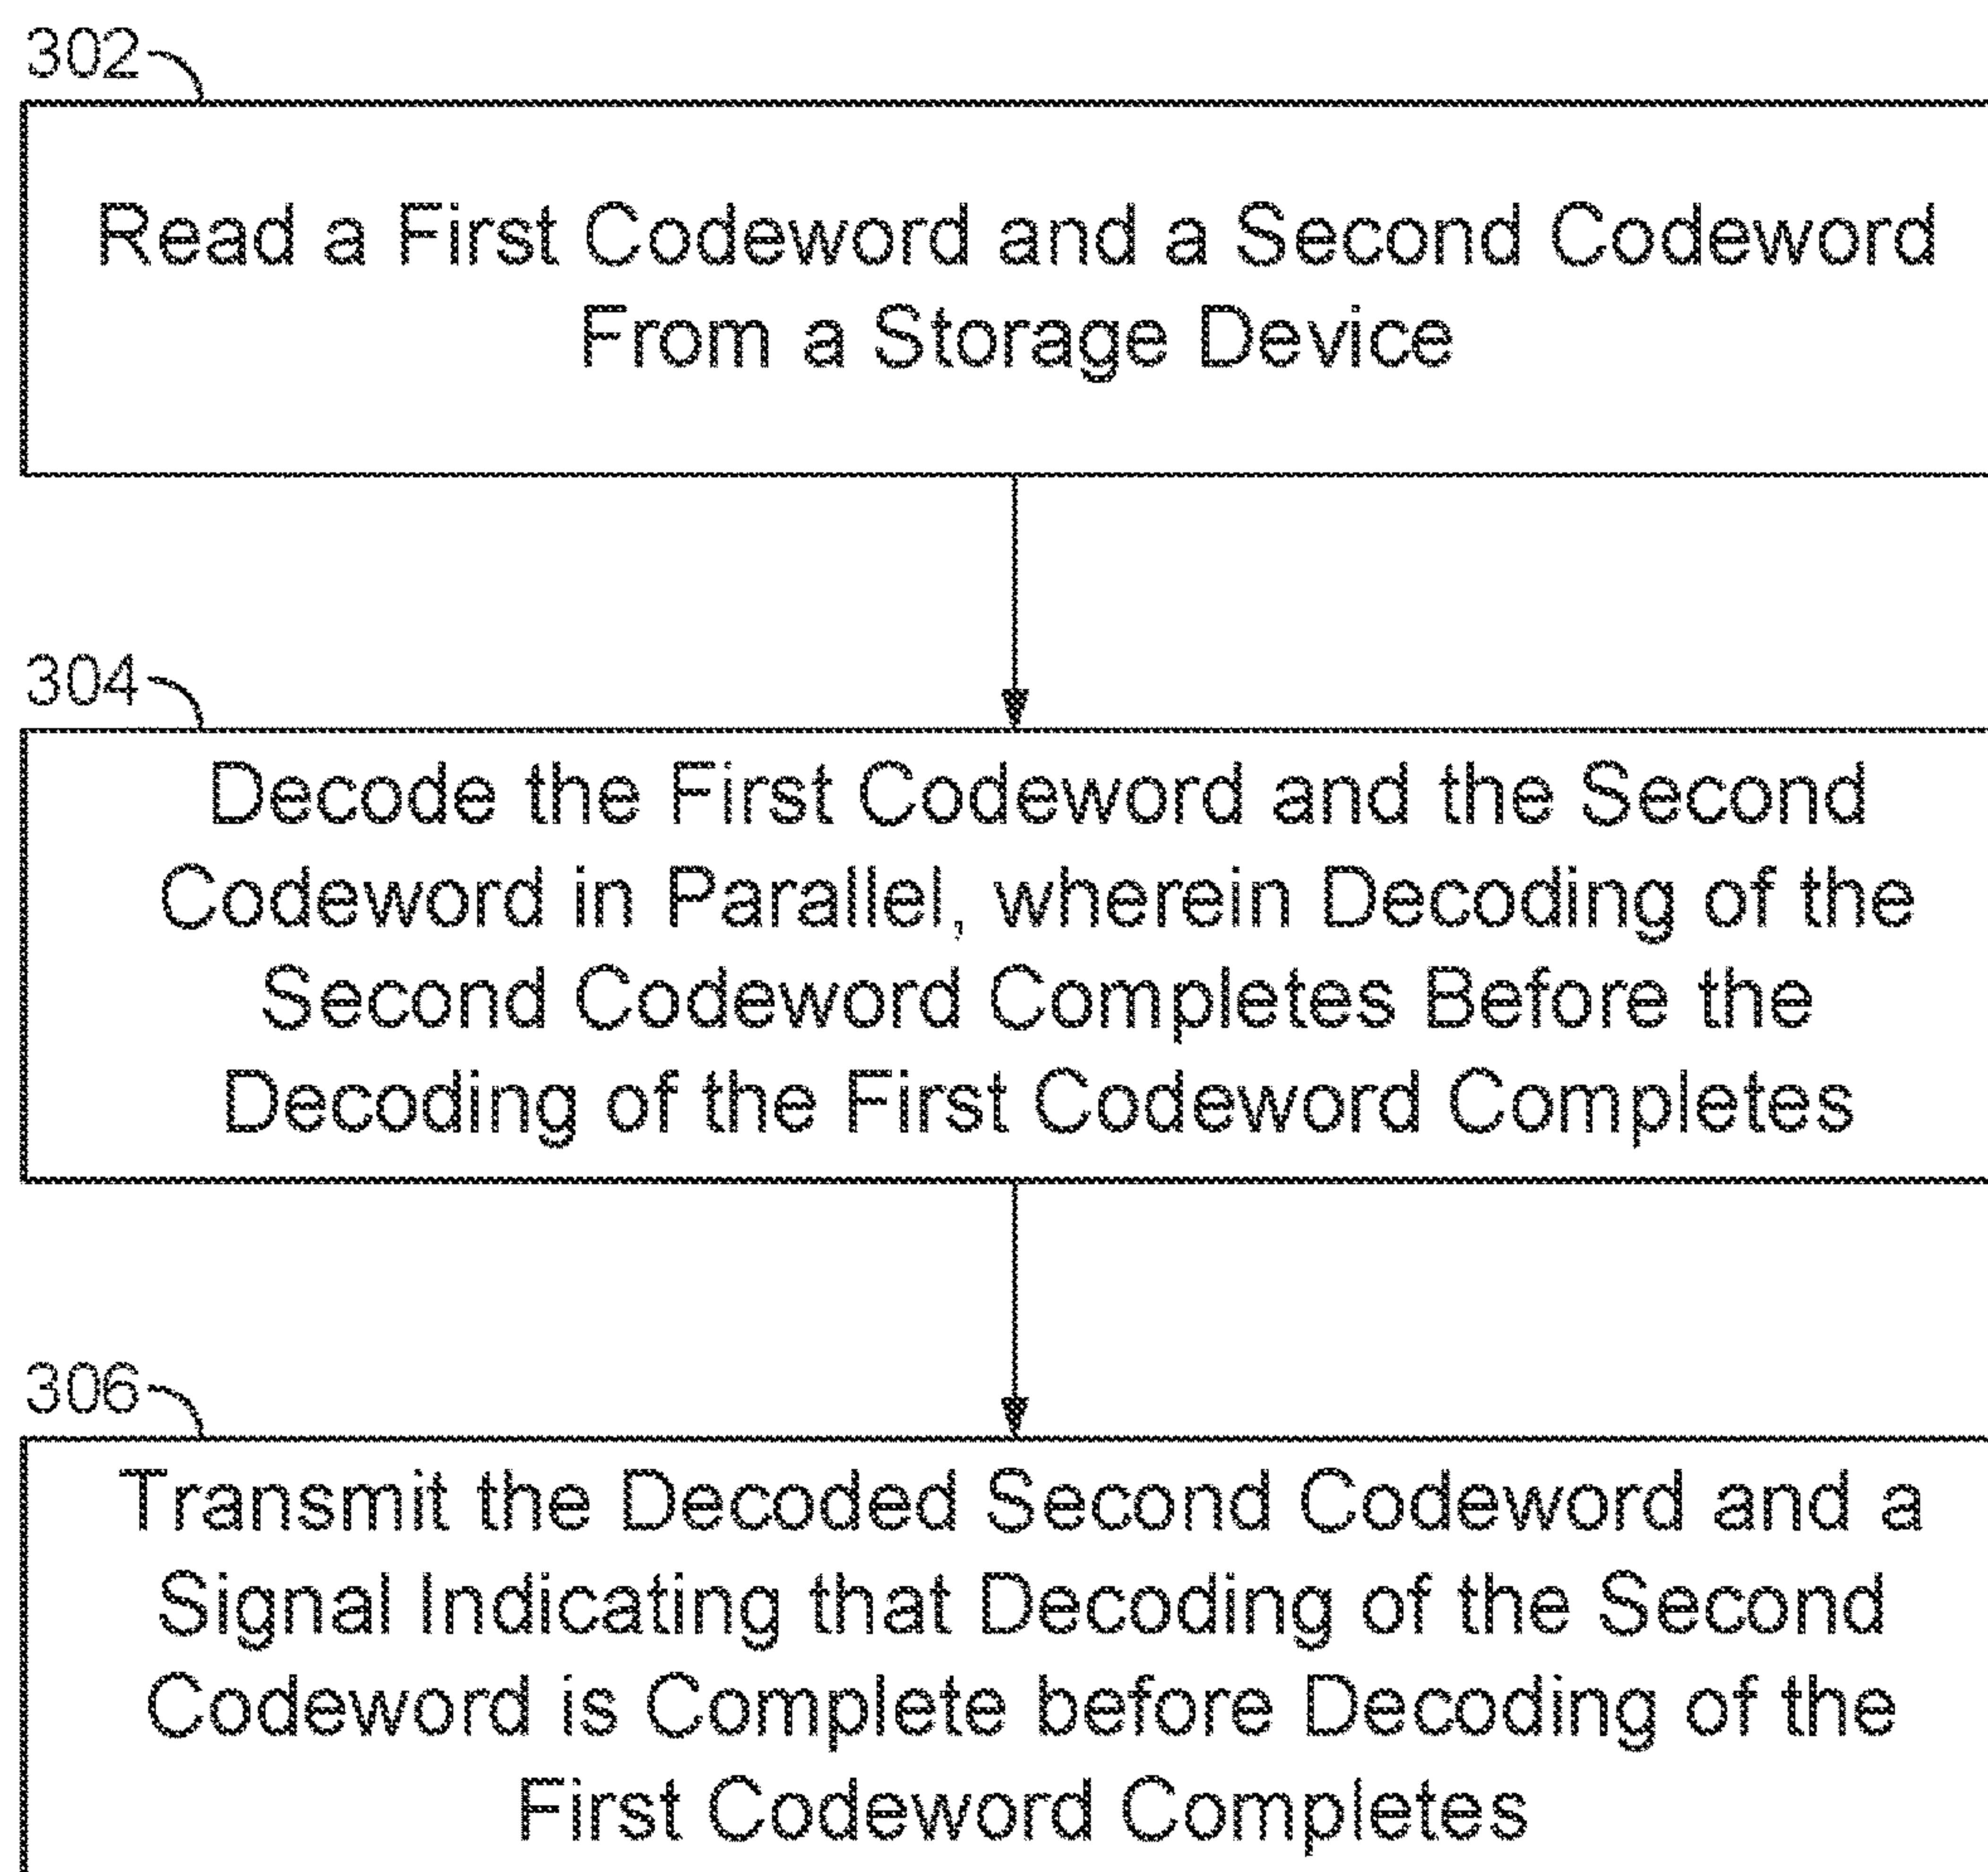 302
Read a First Codeword and a Second Codeword
From a Storage Device
304
Decode the First Codeword and the Second
Codeword in Parallel, wherein Decoding of the
Second Codeword Completes Before the
Decoding of the First Codeword Completes
306
Transmit the Decoded Second Codeword and a
Signal Indicating that Decoding of the Second
Codeword is Complete before Decoding of the
First Codeword Completes